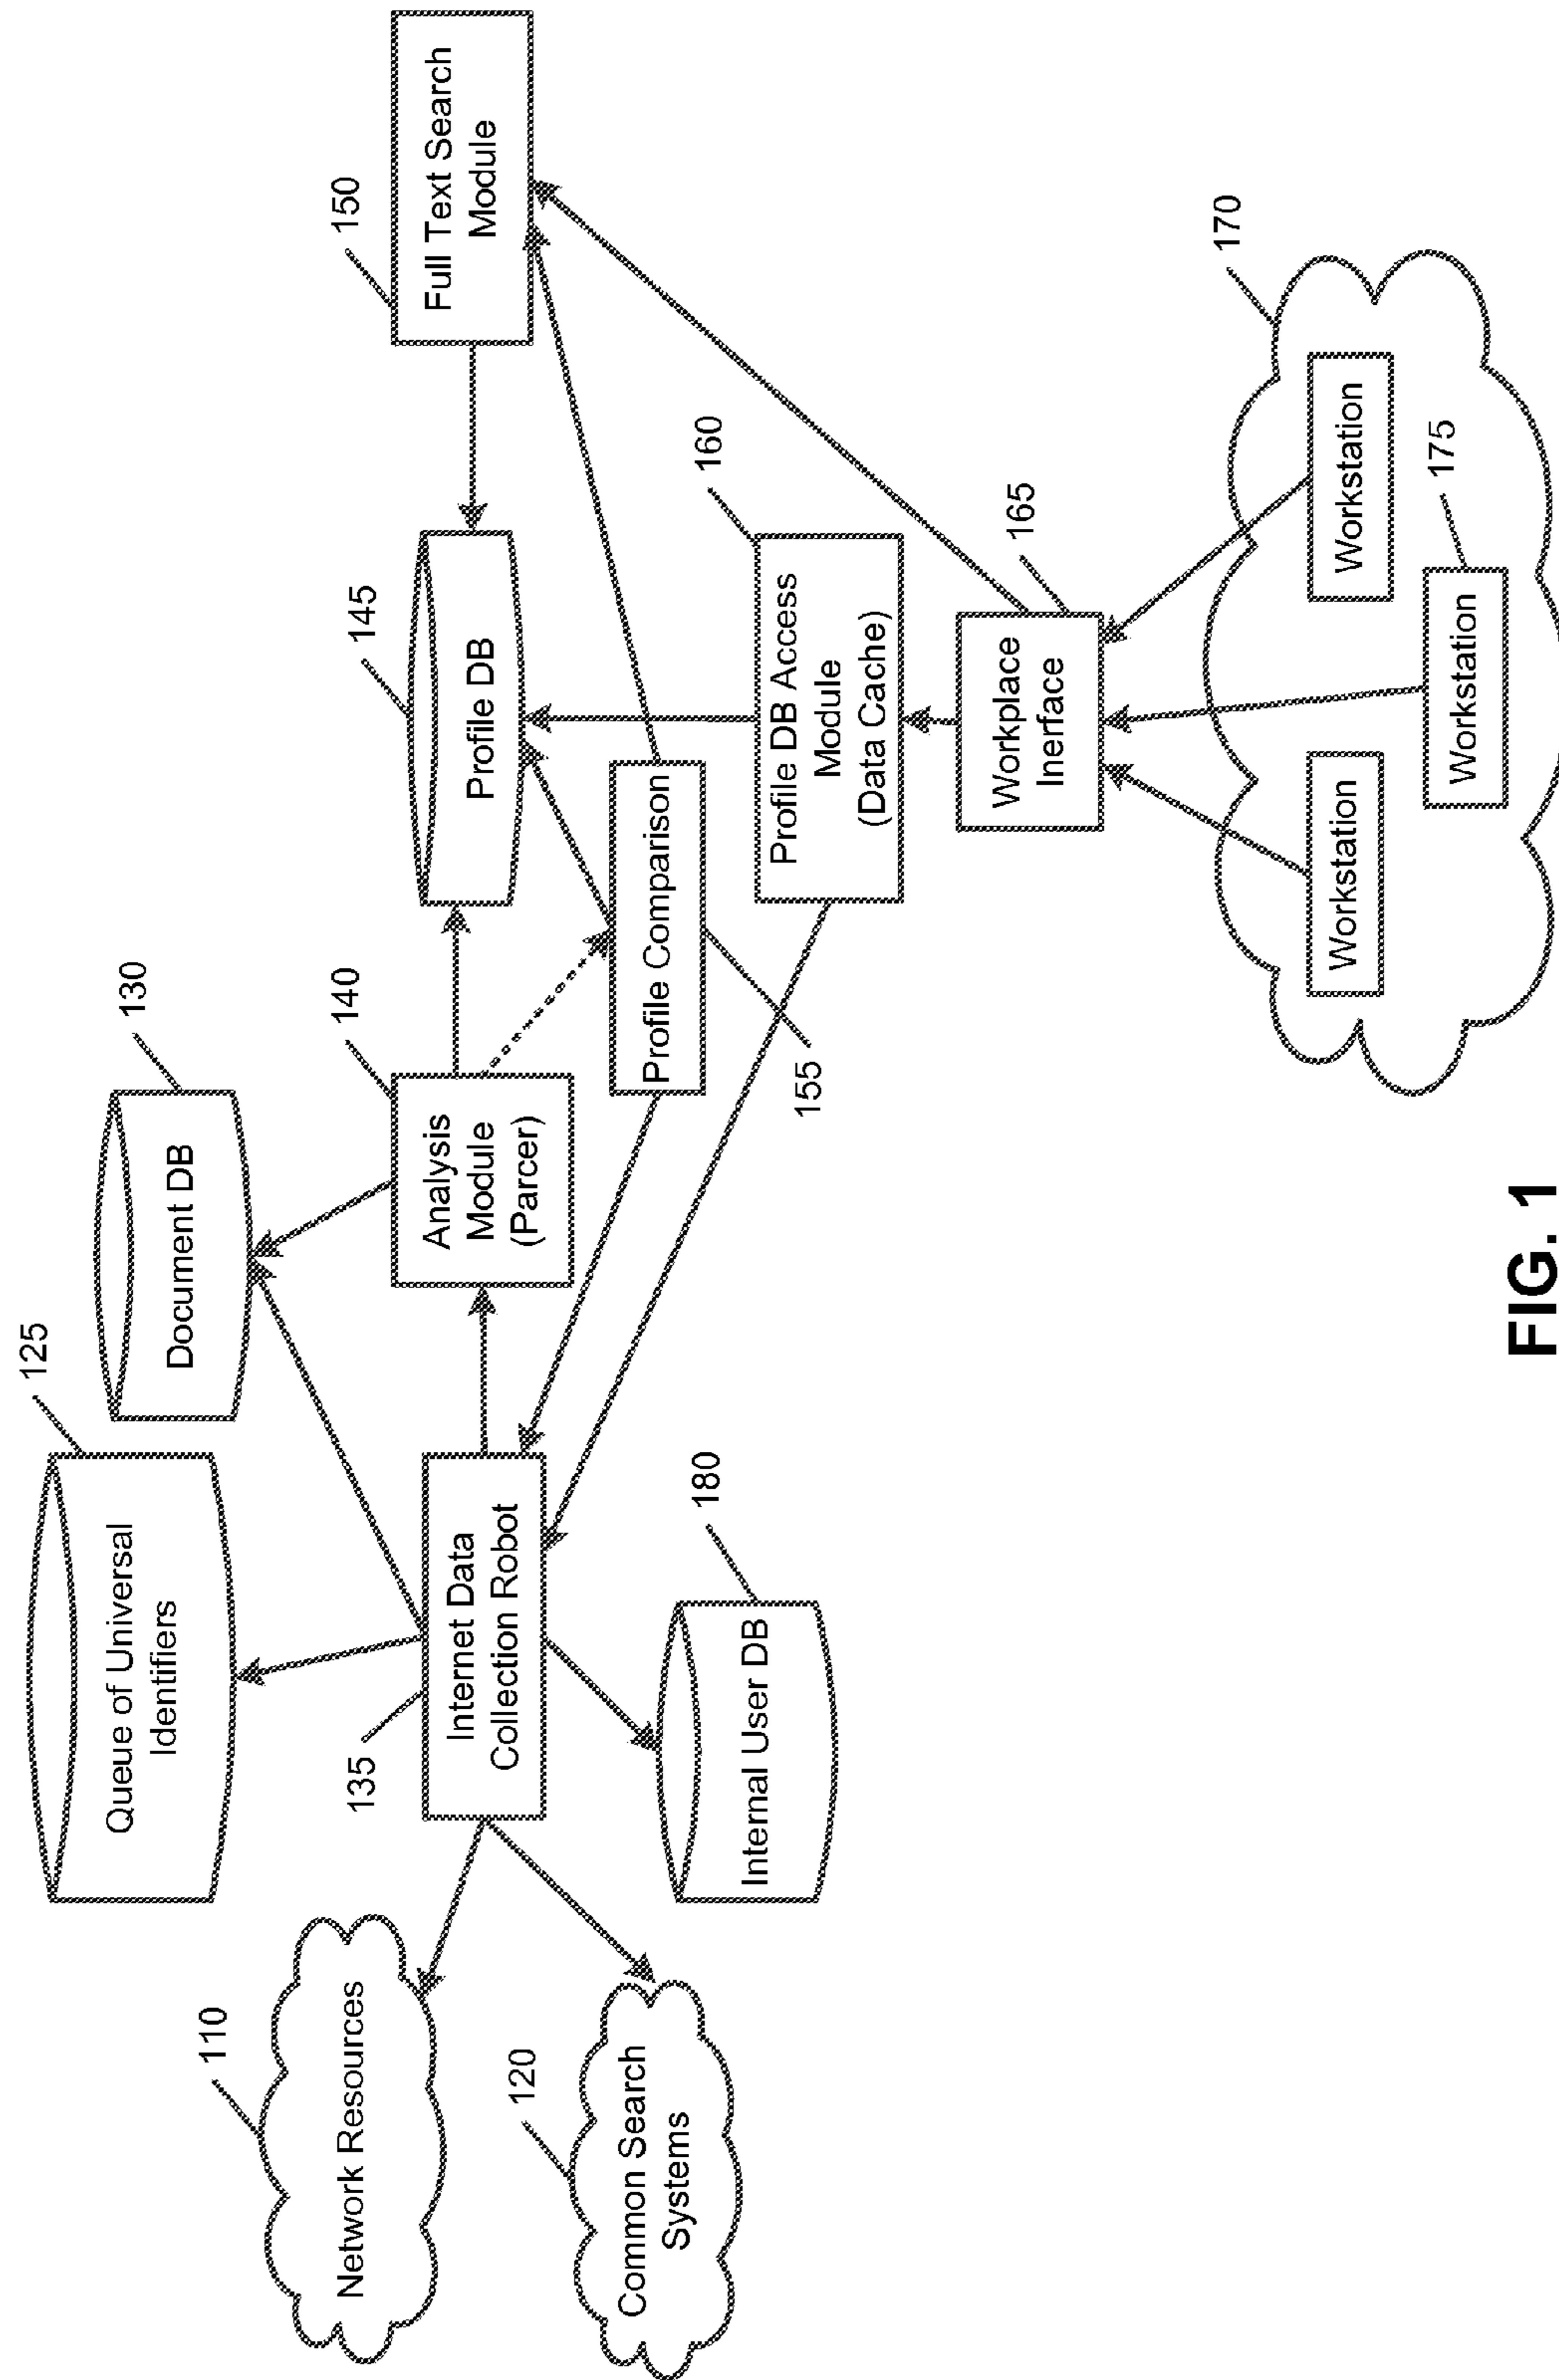 125
Queue of Universal
Identifiers
130
Document DB
110
Network Resources
135
Internet Data
Collection Robot
140
Analysis
Module
(Parcer)
145
Profile DB
150
Full Text Search
Module
120
Common Search
Systems
180
Internal User DB
Profile Comparison
155
160
Profile DB Access
Module
(Data Cache)
165
Workplace
Inerface
170
Workstation
Workstation
175
Workstation
FIG. 1